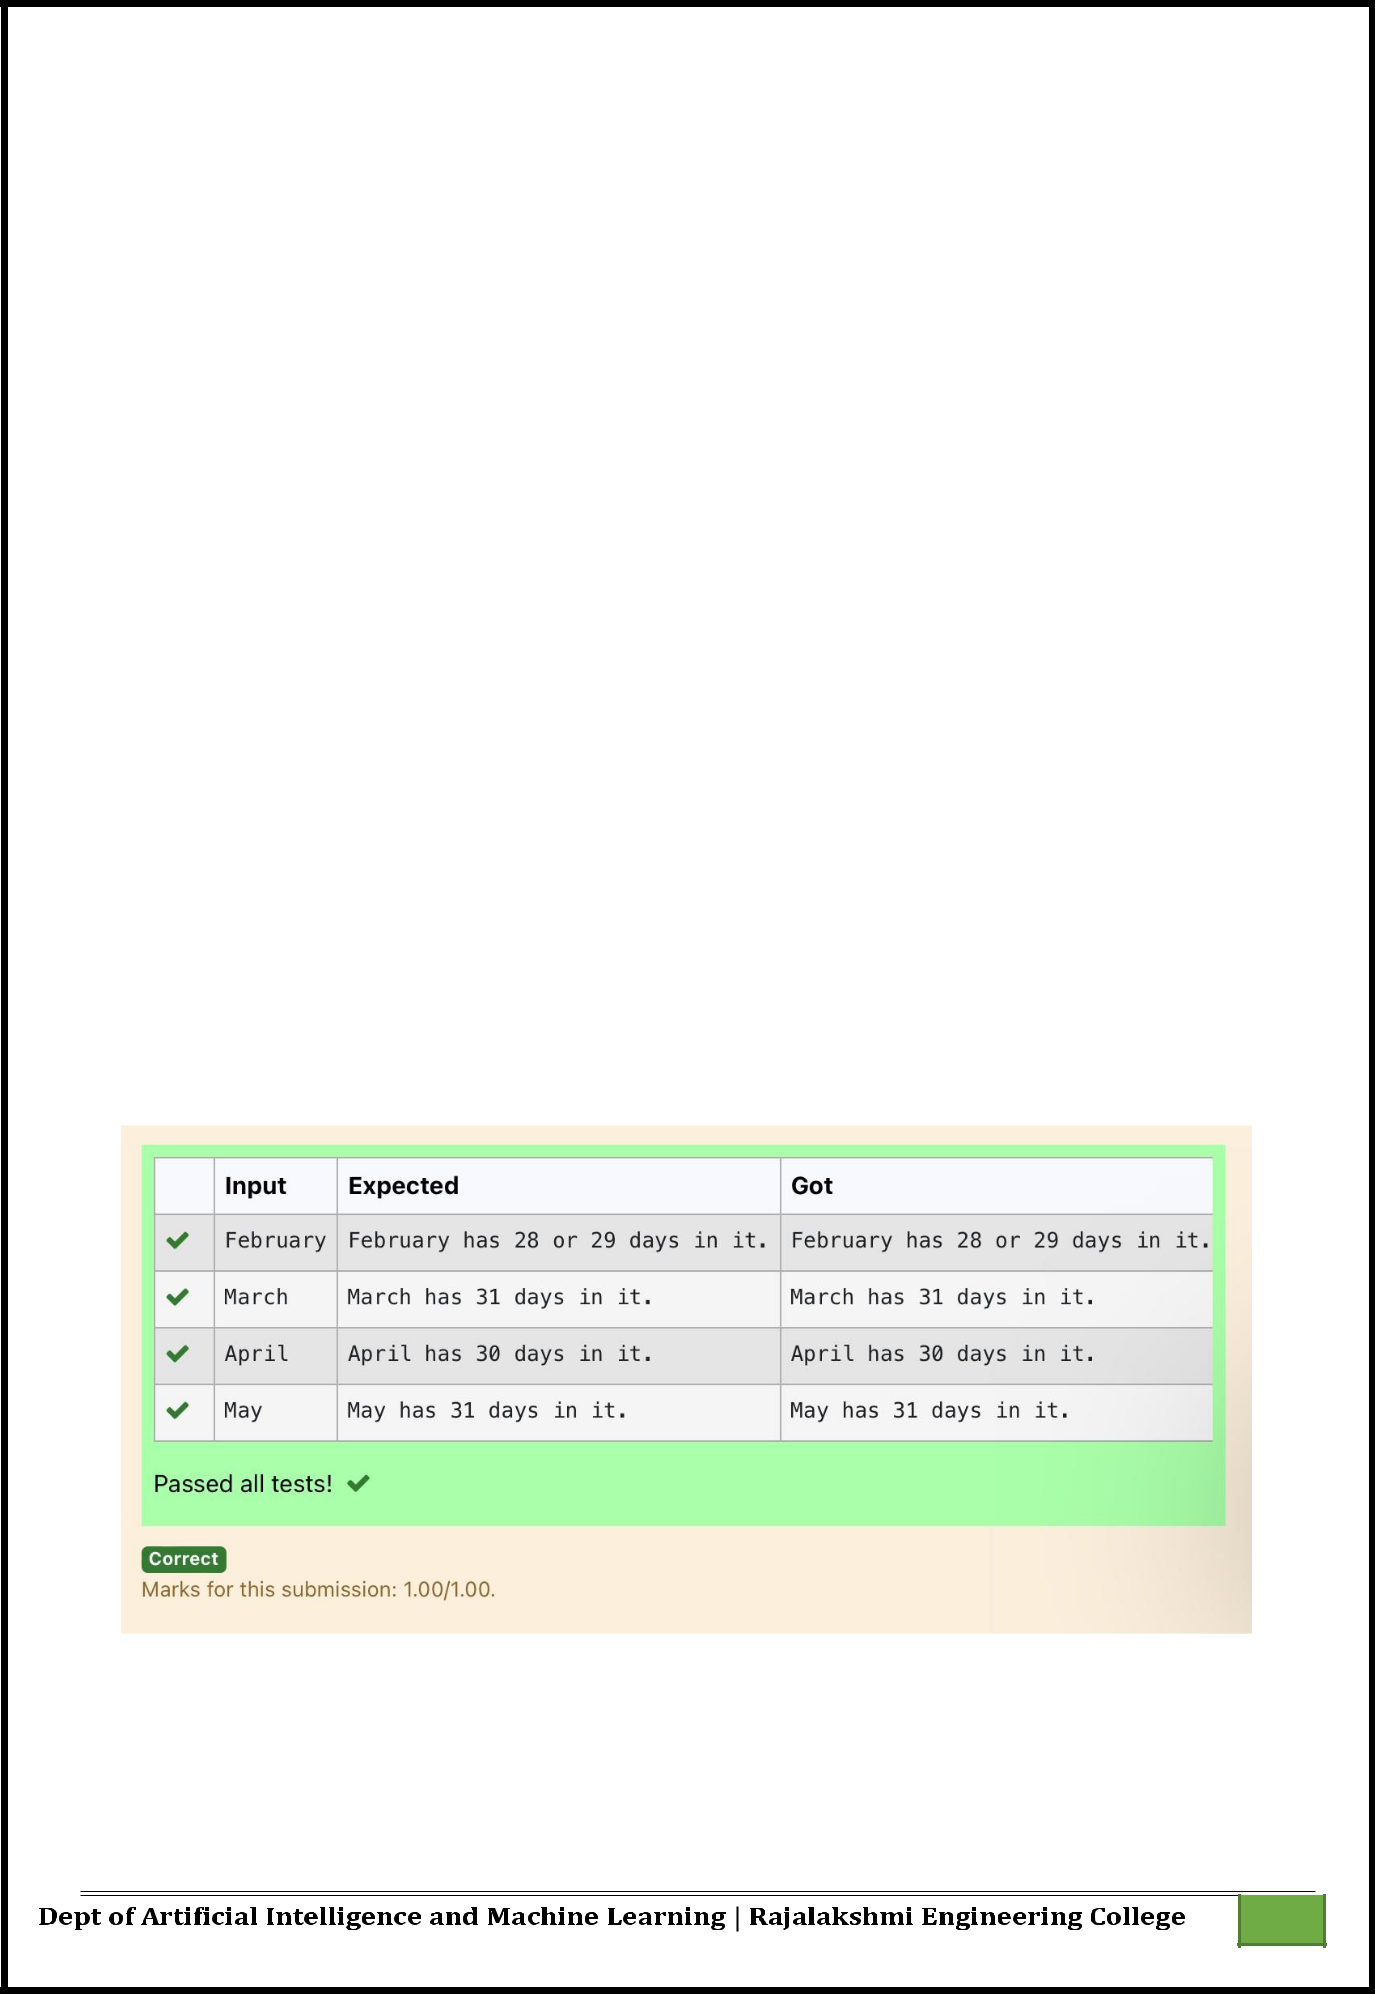 Input Expected Got
February February has 28 or 29 days in it. February has 28 or 29 days in it.
March March has 31 days in it. March has 31 days in it.
April April has 30 days in it. April has 30 days in it.
May May has 31 days in it. May has 31 days in it.
Passed all tests!
Correct
Marks for this submission: 1.00/1.00.
Dept of Artificial Intelligence and Machine Learning | Rajalakshmi Engineering College